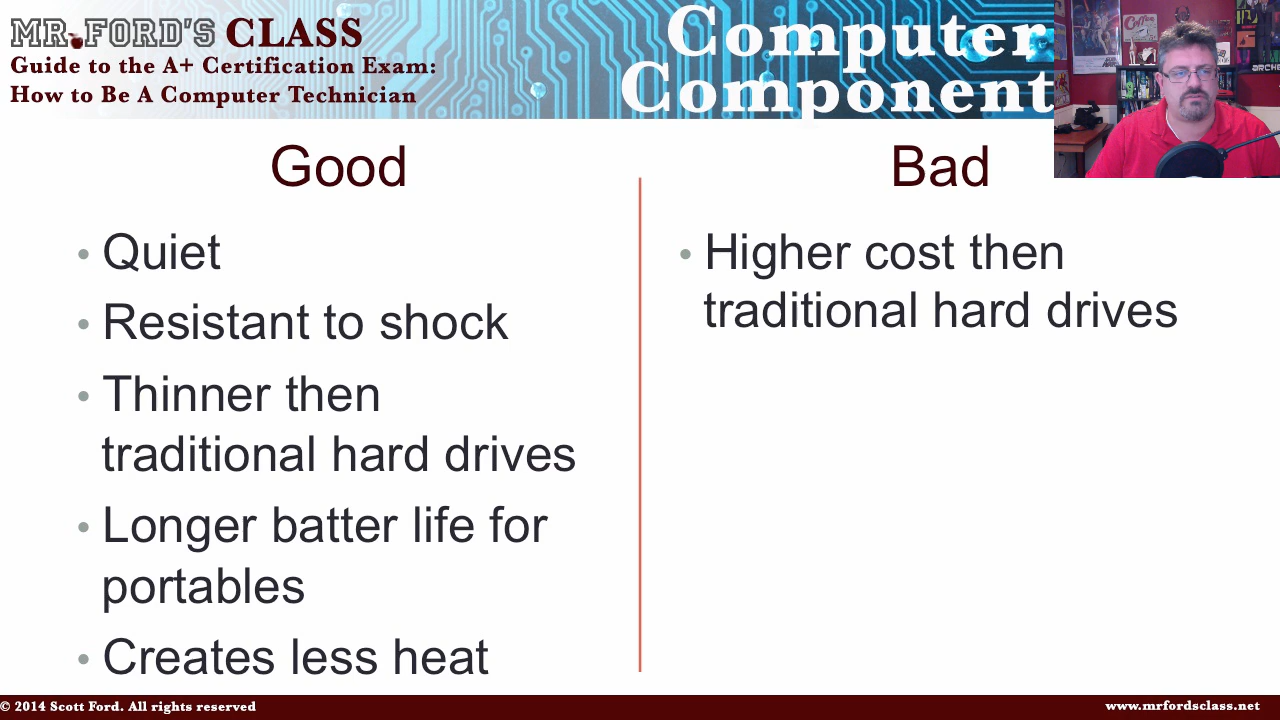 MR. FORD'S CLASS
Guide to the A+ Certification Exam:
How to Be A Computer Technician
Computer
Component
Good
• Quiet
• Resistant to shock
• Thinner then
traditional hard drives
• Longer batter life for
portables
• Creates less heat
Bad
• Higher cost then
traditional hard drives
© 2014 Scott Ford. All rights reserved
www.mrfordsclass.net